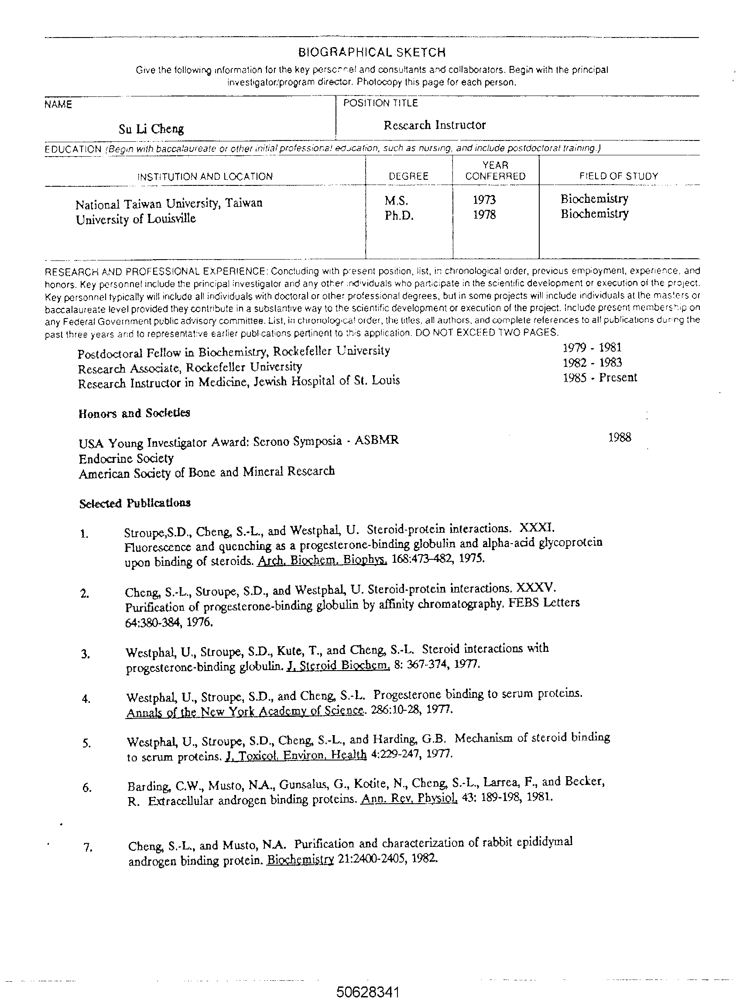 BIOGRAPHICAL SKETCH
Give the following information for the key personnel and consultants and collaborators. Begin with the principal
investigator/program director. Photocopy this page for each person.
NAME
POSITION TITLE
Su Li Cheng
Research Instructor
EDUCATION (Begin with baccalaureate or other initial professional education, such as nursing, and include postdoctoral training.)
INSTITUTION AND LOCATION
DEGREE
YEAR
CONFERRED
FIELD OF STUDY
National Taiwan University, Taiwan M.S. 1973 Biochemistry
University of Louisville Ph.D. 1978 Biochemistry
RESEARCH AND PROFESSIONAL EXPERIENCE: Concluding with present position, list, in chronological order, previous employment, experience, and
honors. Key personnel include the principal investigator and any other individuals who participate in the scientific development or execution of the project.
Key personnel typically will include all individuals with doctoral or other professional degrees, but in some projects will include individuals at the masters or
baccalaureate level provided they contribute in a substantive way to the scientific development or execution of the project. Include present membership on
any Federal Government public advisory committee. List, in chronological order, the titles, all authors, and complete references to all publications during the
past three years and to representative earlier publications pertinent to this application. DO NOT EXCEED TWO PAGES.
Postdoctoral Fellow in Biochemistry, Rockefeller University 1979 - 1981
Research Associate, Rockefeller University 1982 - 1983
Research Instructor in Medicine, Jewish Hospital of St. Louis 1985 - Present
Honors and Societies
USA Young Investigator Award: Serono Symposia - ASBMR 1988
Endocrine Society
American Society of Bone and Mineral Research
Selected Publications
1. Stroupe,S.D., Cheng, S.-L., and Westphal, U. Steroid-protein interactions. XXXI.
Fluorescence and quenching as a progesterone-binding globulin and alpha-acid glycoprotein
upon binding of steroids. Arch. Biochem. Biophys. 168:473-482, 1975.
2. Cheng, S.-L., Stroupe, S.D., and Westphal, U. Steroid-protein interactions. XXXV.
Purification of progesterone-binding globulin by affinity chromatography. FEBS Letters
64:380-384, 1976.
3. Westphal, U., Stroupe, S.D., Kute, T., and Cheng, S.-L. Steroid interactions with
progesterone-binding globulin. J. Steroid Biochem. 8: 367-374, 1977.
4. Westphal, U., Stroupe, S.D., and Cheng, S.-L. Progesterone binding to serum proteins.
Annals of the New York Academy of Science. 286:10-28, 1977.
5. Westphal, U., Stroupe, S.D., Cheng, S.-L., and Harding, G.B. Mechanism of steroid binding
to serum proteins. J. Toxicol. Environ. Health 4:229-247, 1977.
6. Barding, C.W., Musto, N.A., Gunsalus, G., Kotite, N., Cheng, S.-L., Larrea, F., and Becker,
R. Extracellular androgen binding proteins. Ann. Rev. Physiol. 43: 189-198, 1981.
7. Cheng, S.-L., and Musto, N.A. Purification and characterization of rabbit epididymal
androgen binding protein. Biochemistry 21:2400-2405, 1982.
50628341